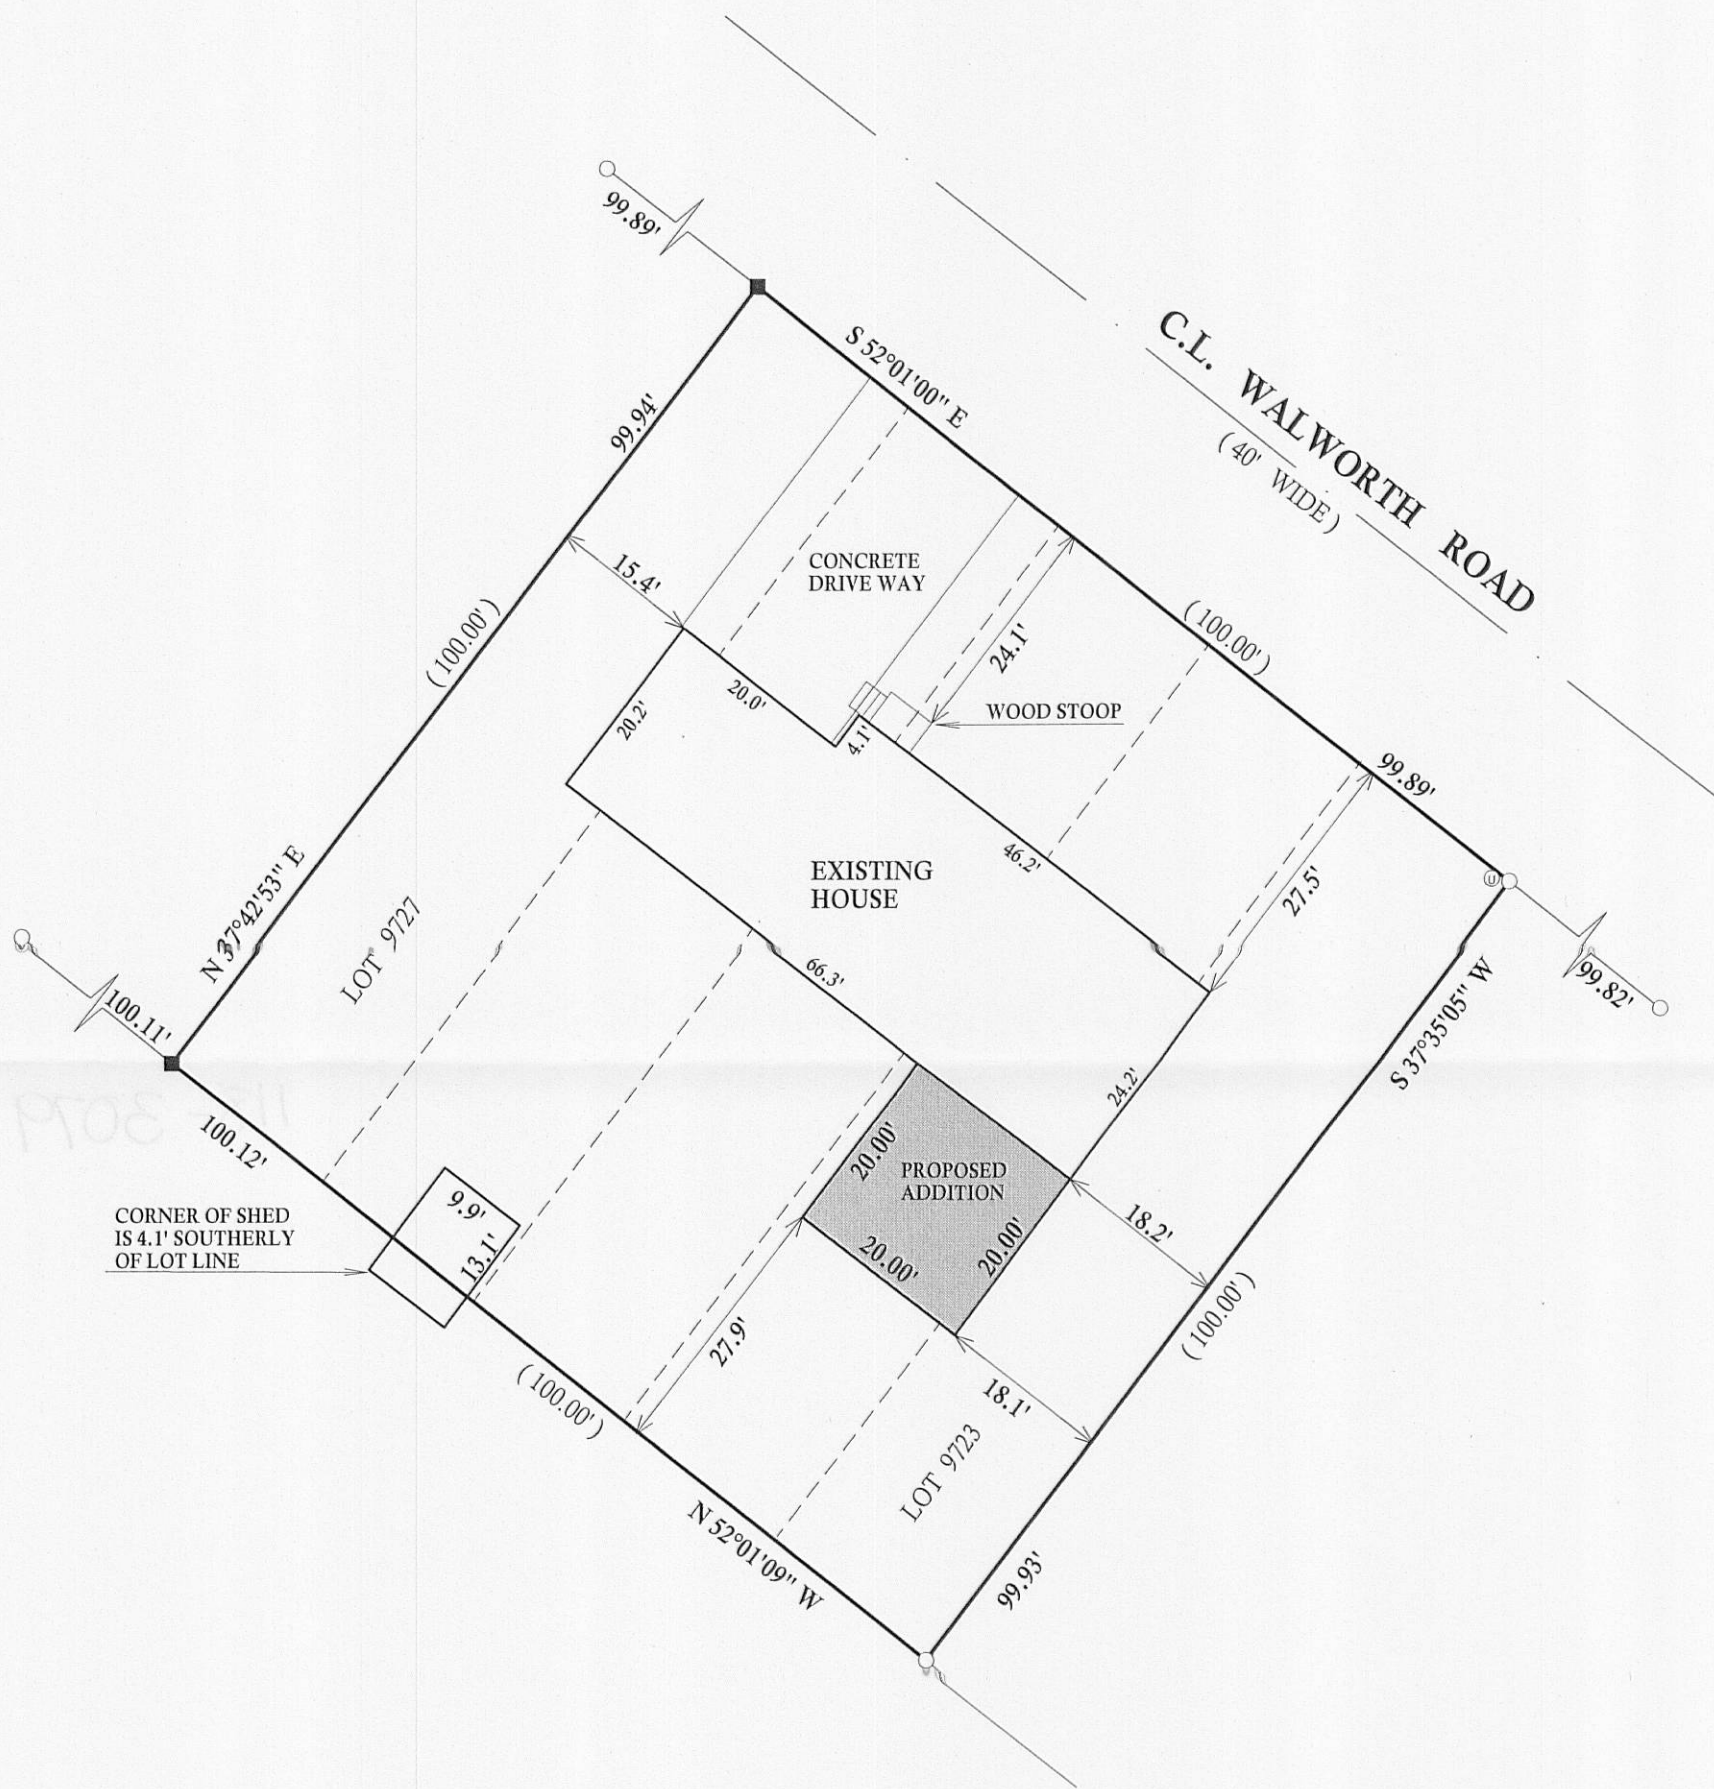 99.89'
C.L. WALWORTH ROAD
( 40' WIDE )
S 52°01'00" E
99.94'
( 100.00' )
N 37°42'53" E
15.4'
CONCRETE
DRIVE WAY
24.1'
( 100.00' )
20.0'
20.2'
4.1'
WOOD STOOP
99.89'
46.2'
EXISTING
HOUSE
27.5'
U
LOT 9727
66.3'
99.82'
S 37°35'05" W
100.11'
24.2'
100.12'
20.00'
PROPOSED
ADDITION
18.2'
9.9'
CORNER OF SHED
IS 4.1' SOUTHERLY
OF LOT LINE
13.1'
20.00'
20.00'
( 100.00' )
27.9'
( 100.00' )
18.1'
LOT 9723
N 52°01'09" W
99.93'